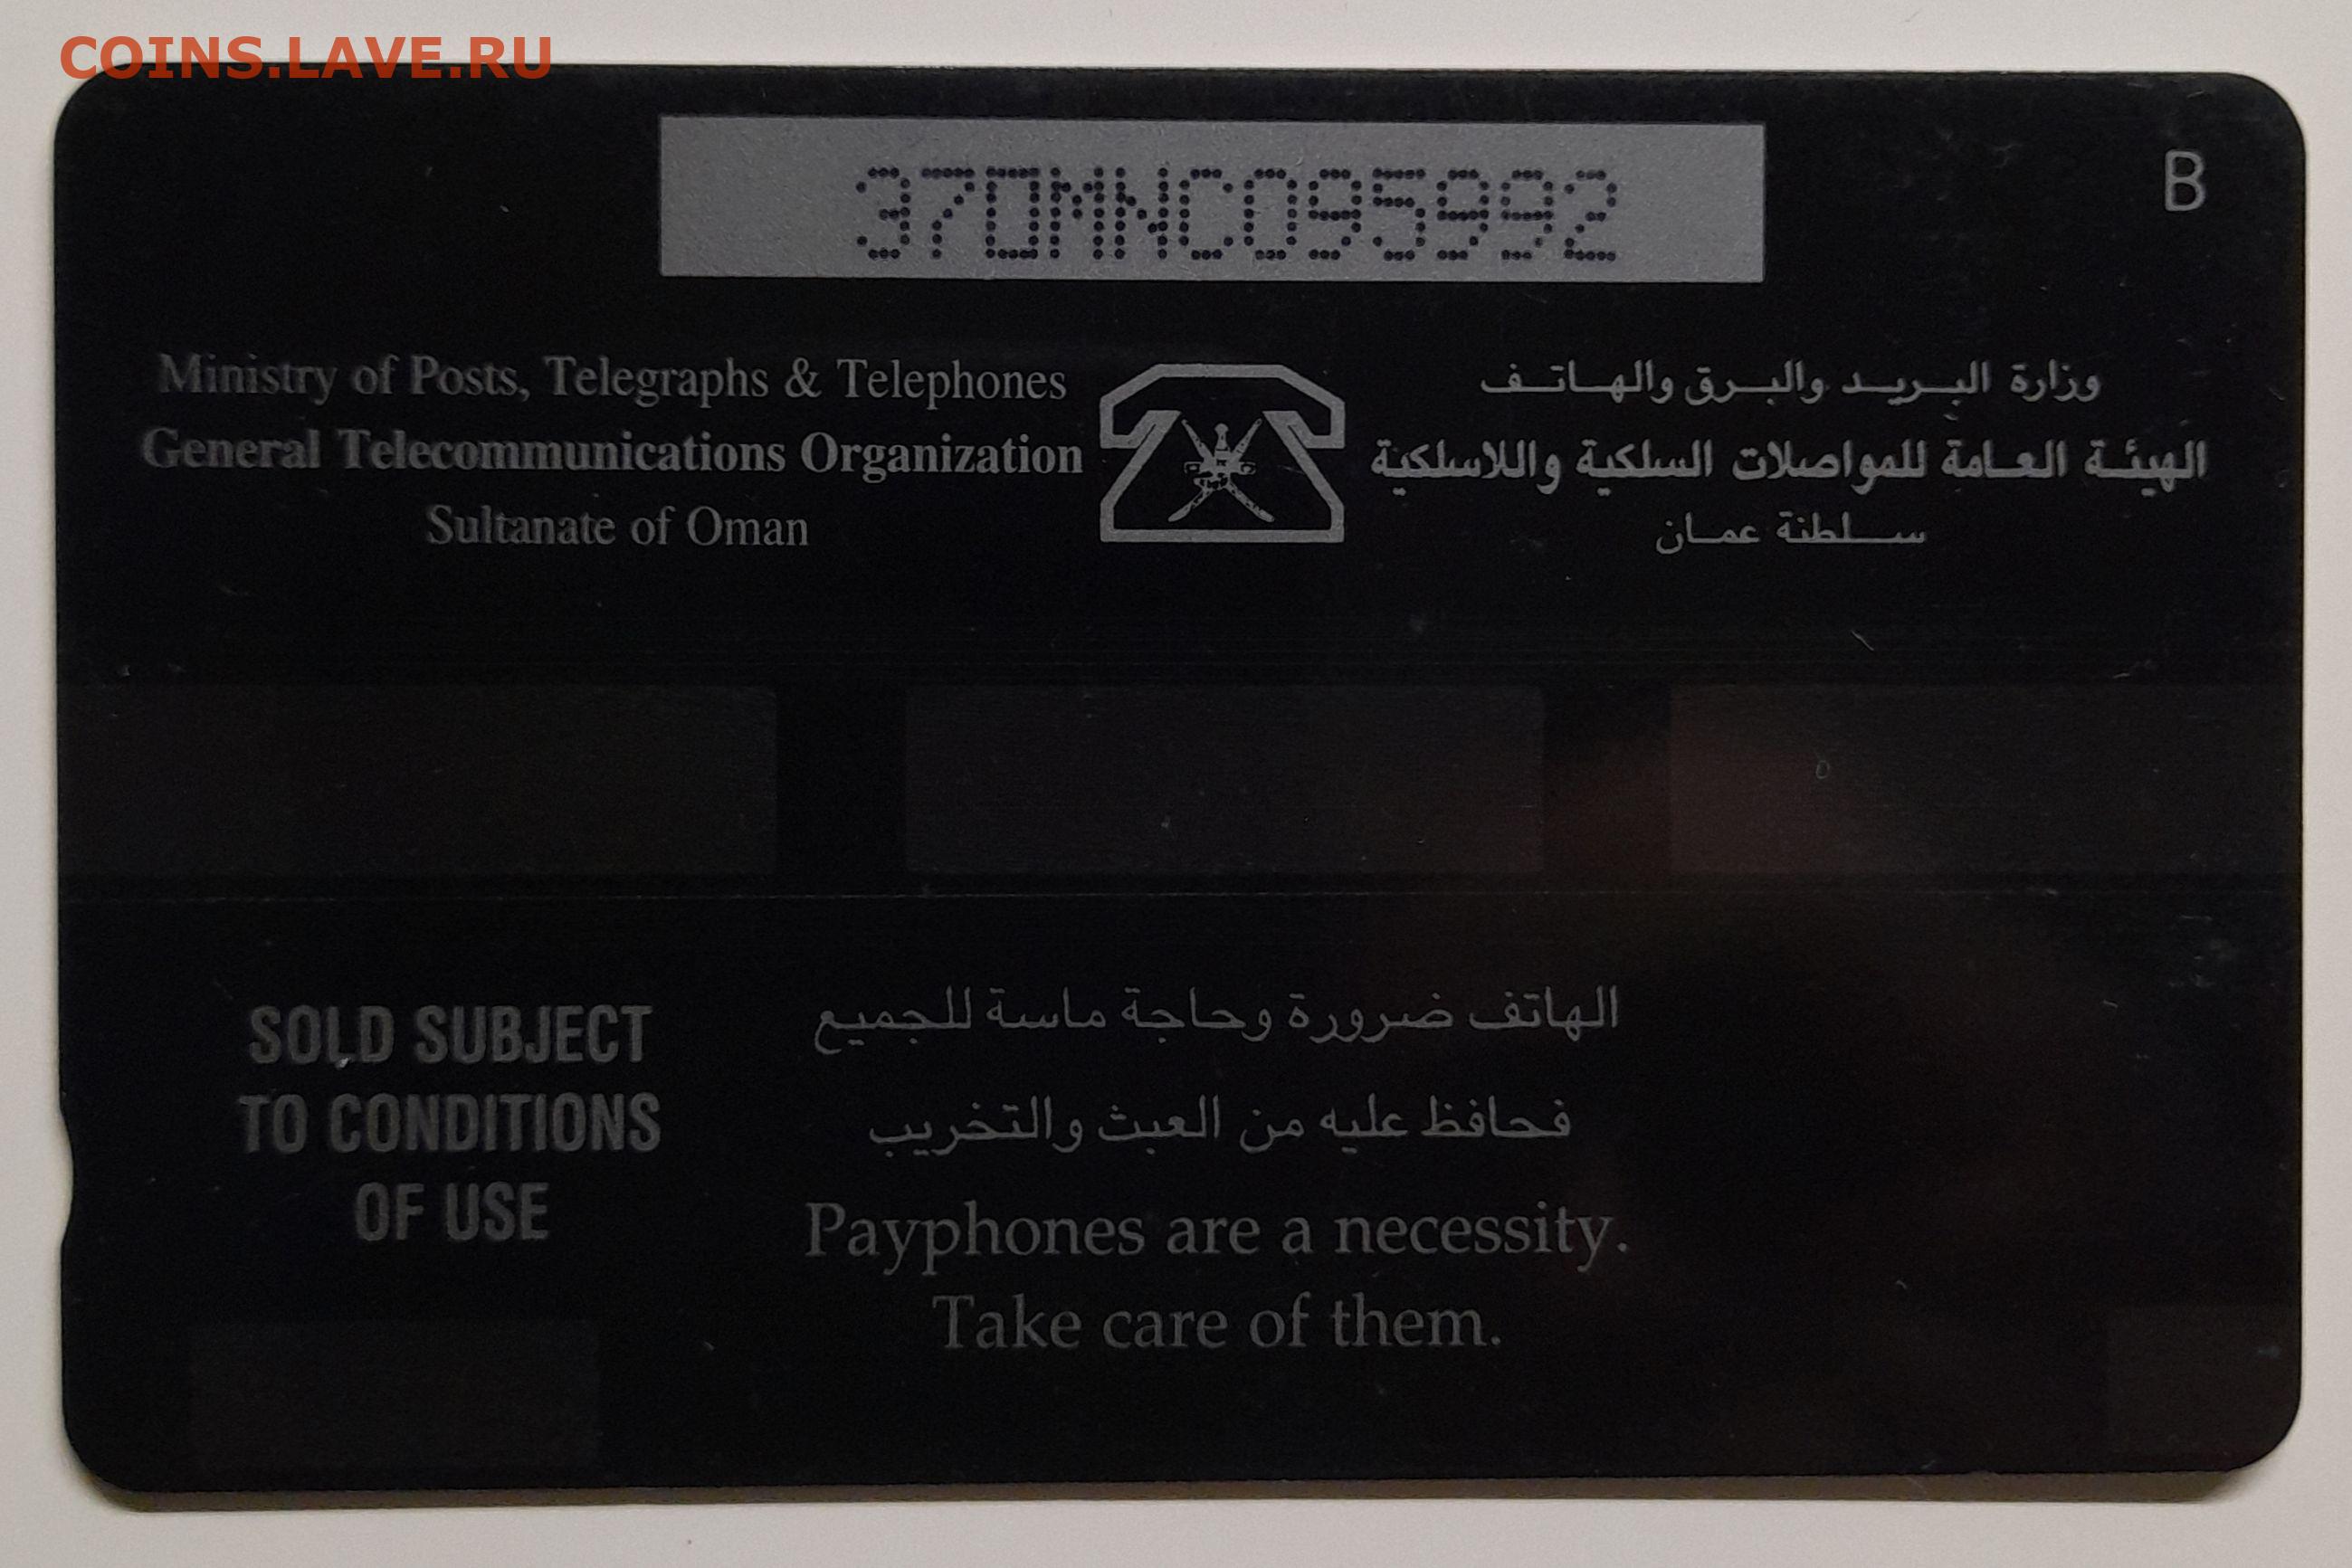 COINS.LAVE.RU
37OMNC095992
B
Ministry of Posts, Telegraphs & Telephones
General Telecommunications Organization
Sultanate of Oman
وزارة البريد والبرق والهاتف
الهيئة العامة للمواصلات السلكية واللاسلكية
سلطنة عمان
SOLD SUBJECT
TO CONDITIONS
OF USE
الهاتف ضرورة وحاجة ماسة للجميع
فحافظ عليه من العبث والتخريب
Payphones are a necessity.
Take care of them.